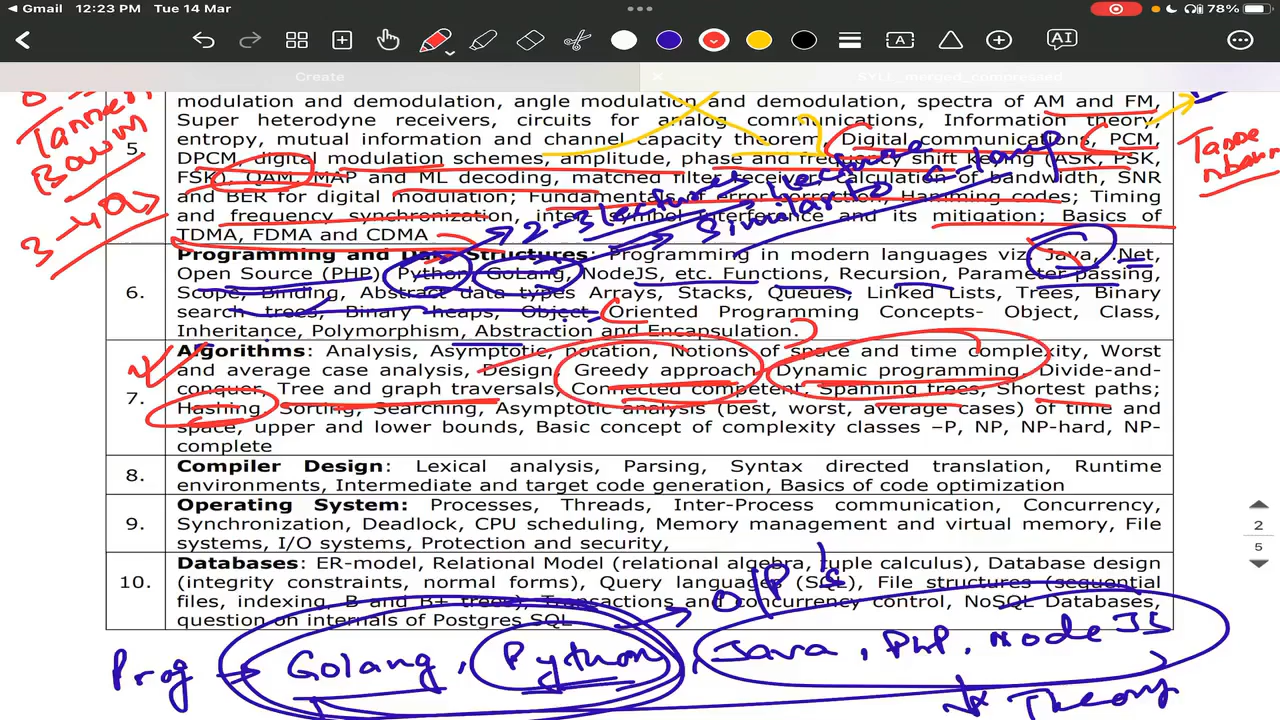 Gmail 12:23 PM Tue 14 Mar
78%
A
AI
Create
SYLL_merged_compressed
modulation and demodulation, angle modulation and demodulation, spectra of AM and FM,
Super heterodyne receivers, circuits for analog communications, Information theory,
entropy, mutual information and channel capacity theorem, Digital communications, PCM,
5
DPCM, digital modulation schemes, amplitude, phase and frequency shift keying (ASK, PSK,
FSK), QAM, MAP and ML decoding, matched filter receiver, calculation of bandwidth, SNR
and BER for digital modulation; Fundamentals of error correction, Hamming codes; Timing
and frequency synchronization, inter-symbol interference and its mitigation; Basics of
TDMA, FDMA and CDMA
3-4Q
2-3 lectures
lecture
Similar to C-Lamp
Programming and Data Structures: Programming in modern languages viz. Java, .Net,
Open Source (PHP), Python, GoLang, NodeJS, etc. Functions, Recursion, Parameter passing,
6.
Scope, Binding, Abstract data types Arrays, Stacks, Queues, Linked Lists, Trees, Binary
search trees, Binary heaps, Object Oriented Programming Concepts- Object, Class,
Inheritance, Polymorphism, Abstraction and Encapsulation.
Algorithms: Analysis, Asymptotic, notation, Notions of space and time complexity, Worst
and average case analysis, Design, Greedy approach, Dynamic programming, Divide-and-
7.
conquer, Tree and graph traversals, Connected competent, Spanning trees, Shortest paths;
Hashing, Sorting, Searching, Asymptotic analysis (best, worst, average cases) of time and
space, upper and lower bounds, Basic concept of complexity classes –P, NP, NP-hard, NP-
complete
8.
Compiler Design: Lexical analysis, Parsing, Syntax directed translation, Runtime
environments, Intermediate and target code generation, Basics of code optimization
9.
Operating System: Processes, Threads, Inter-Process communication, Concurrency,
Synchronization, Deadlock, CPU scheduling, Memory management and virtual memory, File
systems, I/O systems, Protection and security,
2
5
10.
Databases: ER-model, Relational Model (relational algebra, tuple calculus), Database design
(integrity constraints, normal forms), Query languages (SQL), File structures (sequential
files, indexing, B and B+ trees), Transactions and concurrency control, NoSQL Databases,
question on internals of Postgres SQL
O/P's
Prog Golang, Python, Java, PHP, Node JS
Theory